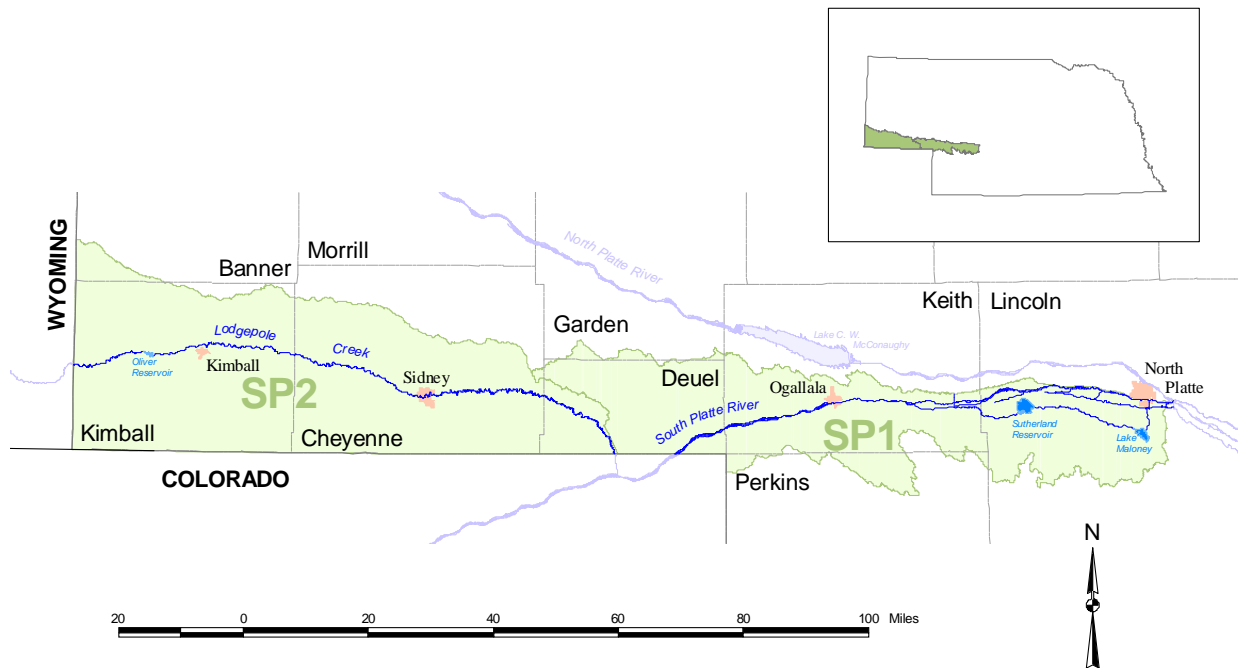 North Platte River
WYOMING
Morrill
Banner
Keith
Lincoln
Garden
Lake C. W.
McConaughy
Lodgepole
Creek
Oliver
Reservoir
Kimball
Sidney
Deuel
Ogallala
North
Platte
SP2
South Platte River
SP1
Sutherland
Reservoir
Lake
Maloney
Kimball
Cheyenne
COLORADO
Perkins
N
20 0 20 40 60 80 100 Miles